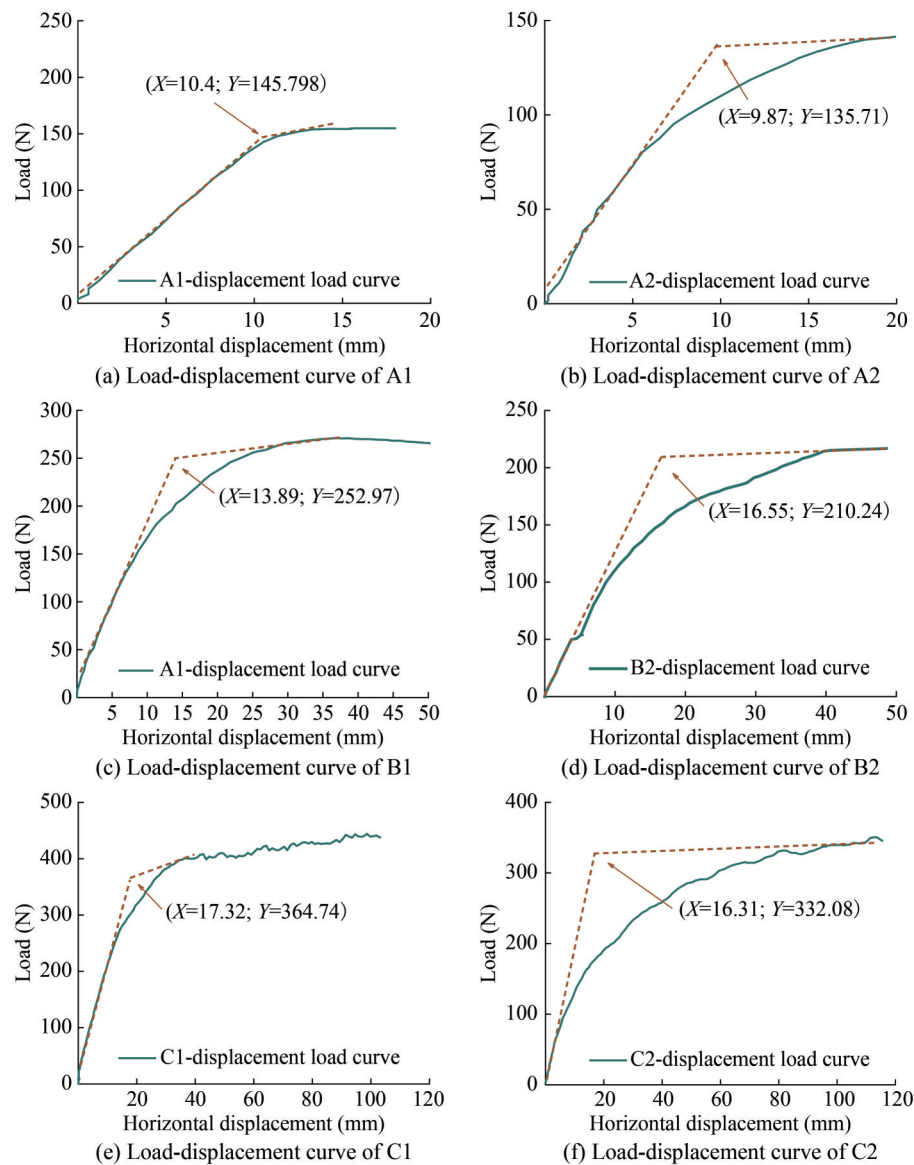 250
200
150
100
50
0
Load (N)
(X=10.4; Y=145.798)
A1-displacement load curve
5
10
15
20
Horizontal displacement (mm)
(a) Load-displacement curve of A1
150
100
50
0
Load (N)
(X=9.87; Y=135.71)
A2-displacement load curve
5
10
15
20
Horizontal displacement (mm)
(b) Load-displacement curve of A2
300
250
200
150
100
50
0
Load (N)
(X=13.89; Y=252.97)
A1-displacement load curve
5
10
15
20
25
30
35
40
45
50
Horizontal displacement (mm)
(c) Load-displacement curve of B1
250
200
150
100
50
0
Load (N)
(X=16.55; Y=210.24)
B2-displacement load curve
10
20
30
40
50
Horizontal displacement (mm)
(d) Load-displacement curve of B2
500
400
300
200
100
0
Load (N)
(X=17.32; Y=364.74)
C1-displacement load curve
20
40
60
80
100
120
Horizontal displacement (mm)
(e) Load-displacement curve of C1
400
300
200
100
0
Load (N)
(X=16.31; Y=332.08)
C2-displacement load curve
20
40
60
80
100
120
Horizontal displacement (mm)
(f) Load-displacement curve of C2